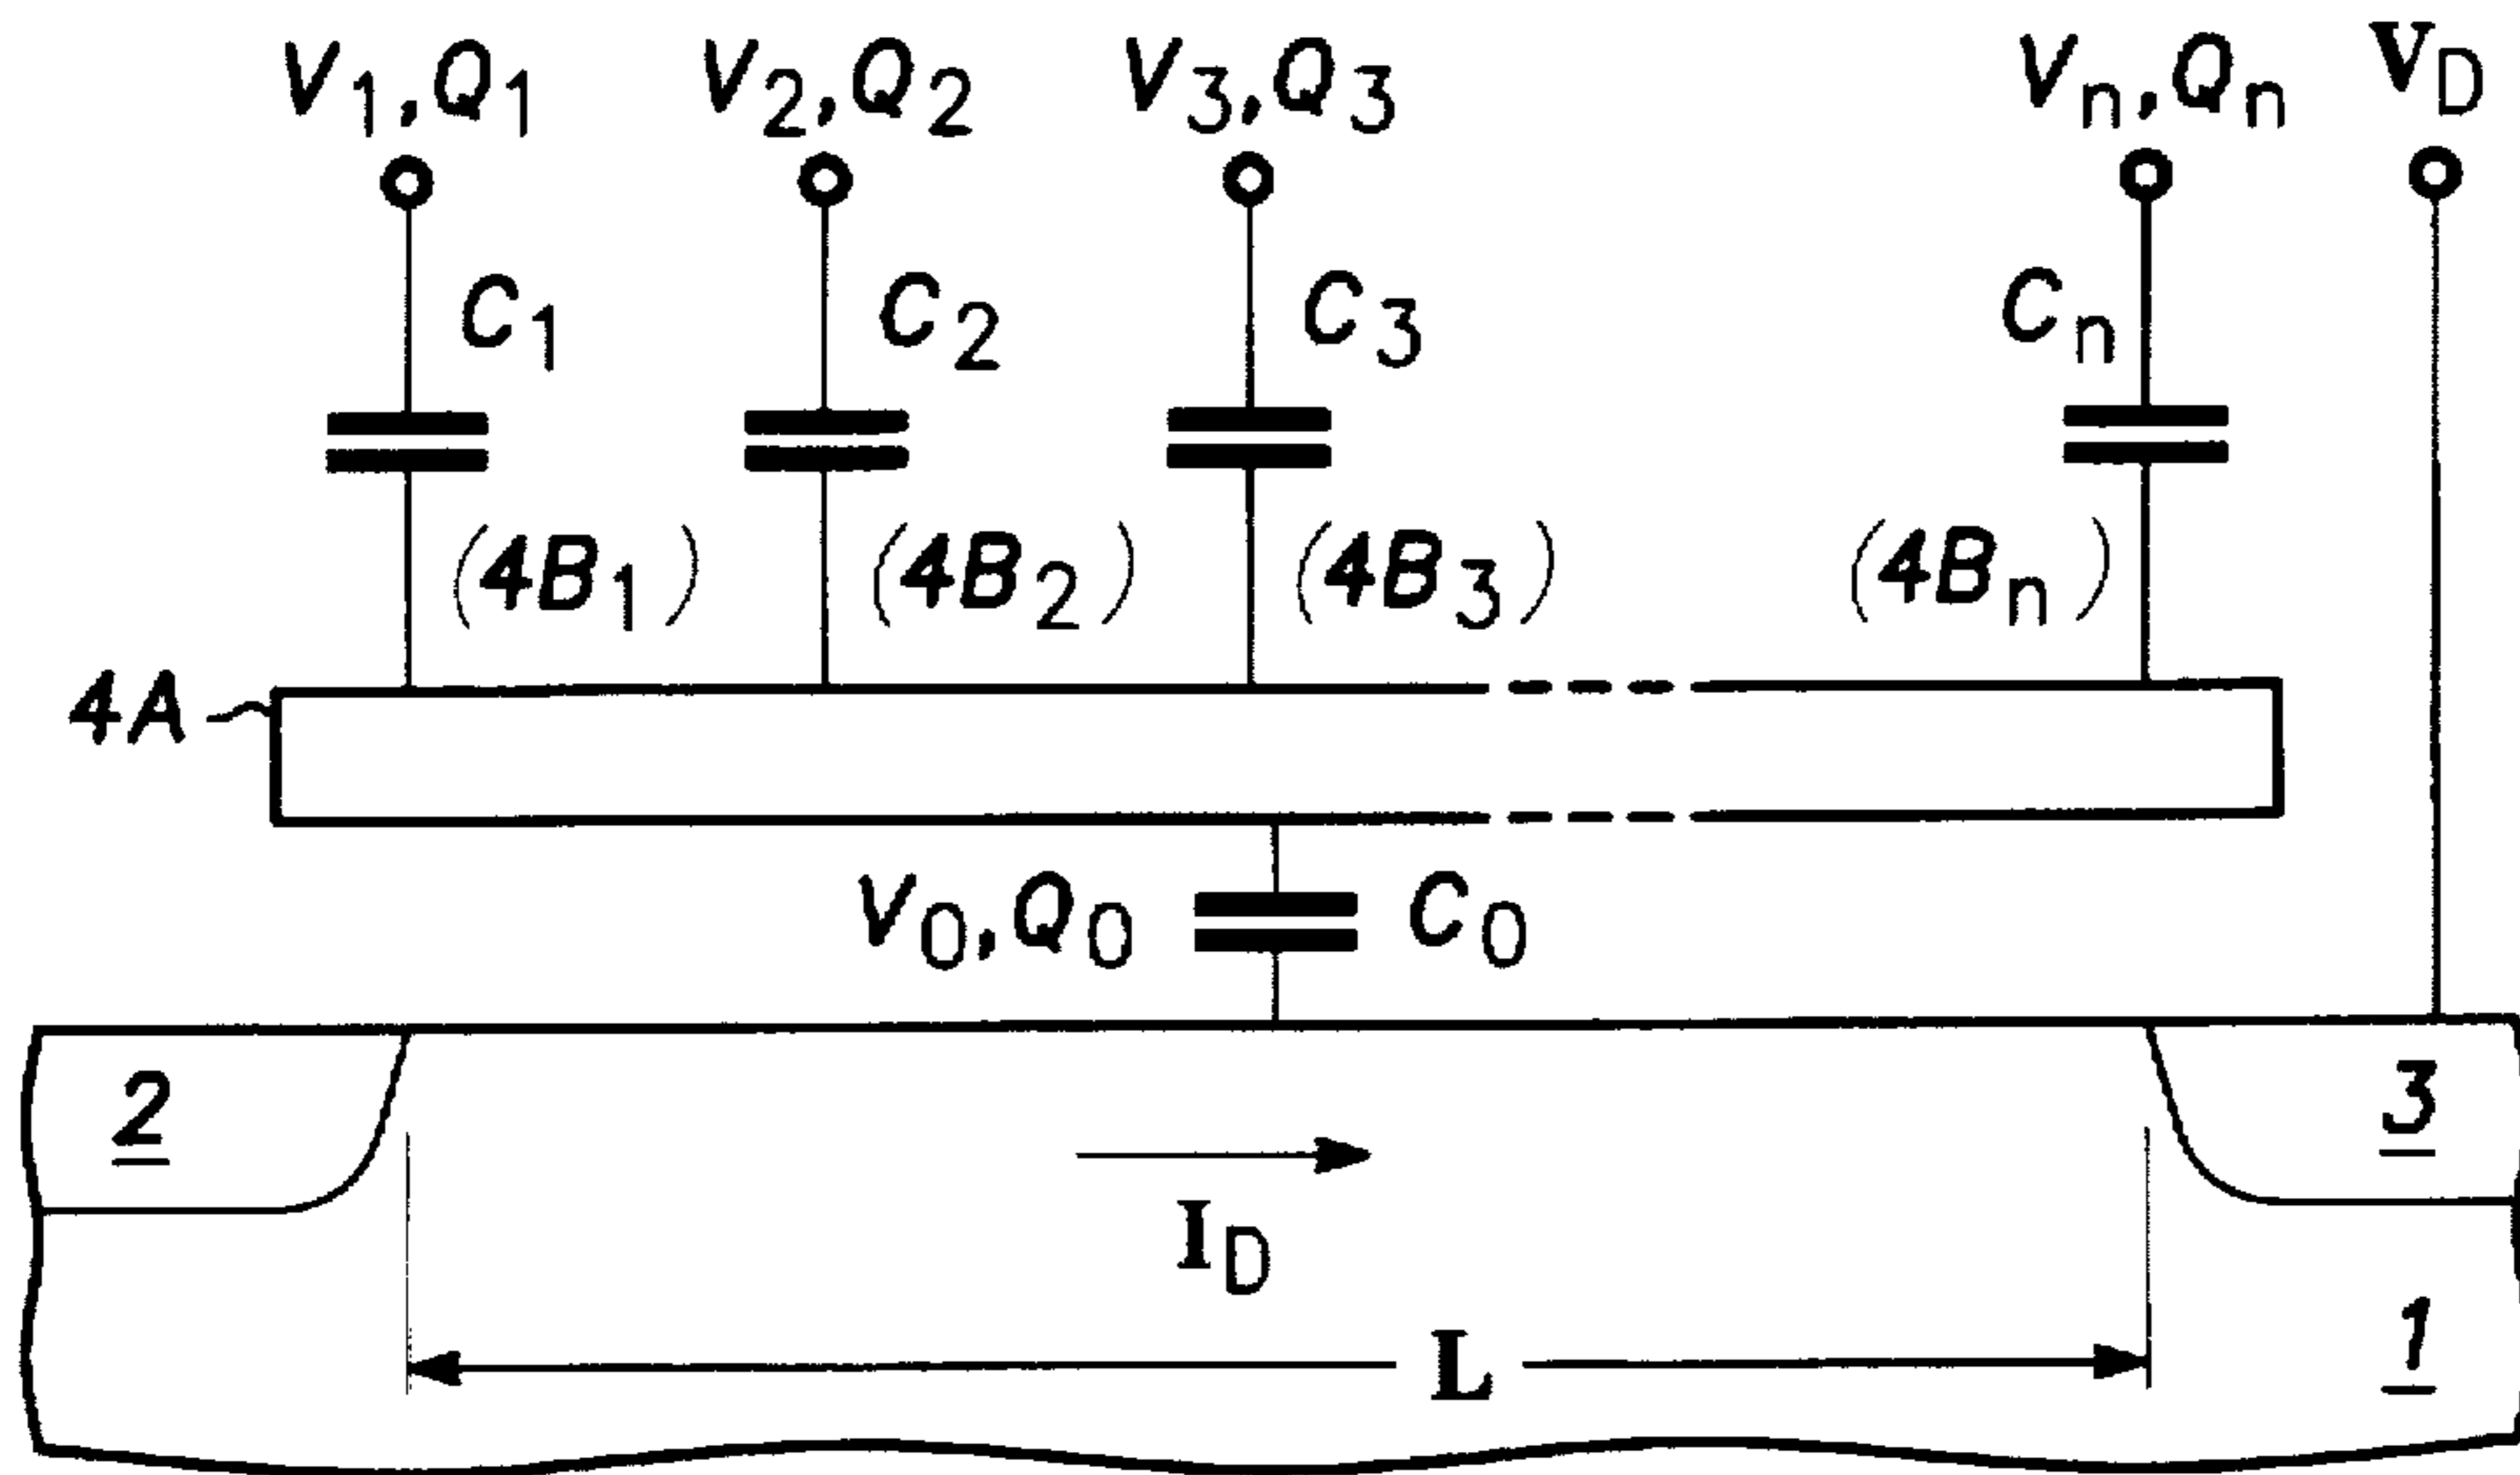 V1,Q1 V2,Q2 V3,Q3 Vn,Qn VD
C1 C2 C3 Cn
(4B1) (4B2) (4B3) (4Bn)
4A
V0,Q0 C0
2 3
ID
L 1